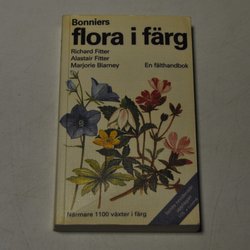 Bonniers
flora i färg
Richard Fitter
Alastair Fitter
Marjorie Blamey
En fälthandbok
Närmare 1100 växter i färg